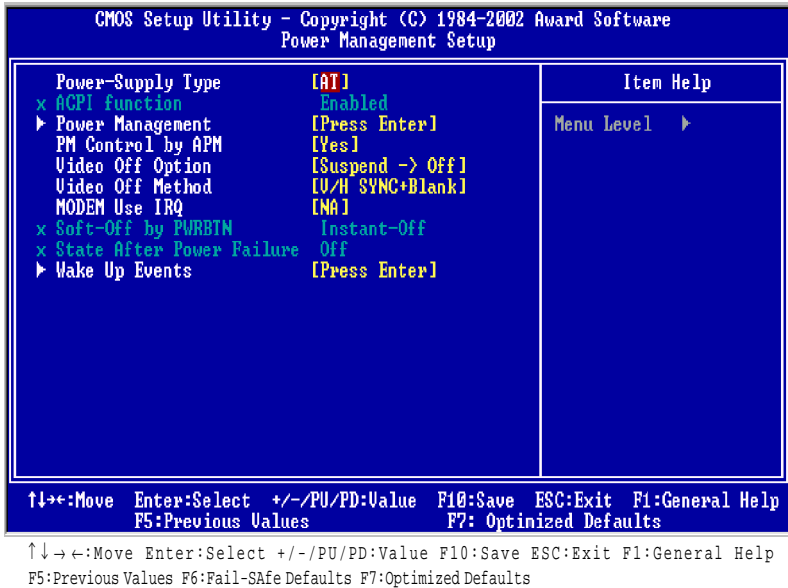 CMOS Setup Utility - Copyright (C) 1984-2002 Award Software
Power Management Setup
Power-Supply Type [AT]
x ACPI function Enabled
▶ Power Management [Press Enter]
PM Control by APM [Yes]
Video Off Option [Suspend -> Off]
Video Off Method [V/H SYNC+Blank]
MODEM Use IRQ [NA]
x Soft-Off by PWRBTN Instant-Off
x State After Power Failure Off
▶ Wake Up Events [Press Enter]
Item Help
Menu Level ▶
↑↓→←:Move Enter:Select +/-/PU/PD:Value F10:Save ESC:Exit F1:General Help
F5:Previous Values F7: Optimized Defaults
↑↓→←:Move Enter:Select +/-/PU/PD:Value F10:Save ESC:Exit F1:General Help
F5:Previous Values F6:Fail-SAfe Defaults F7:Optimized Defaults